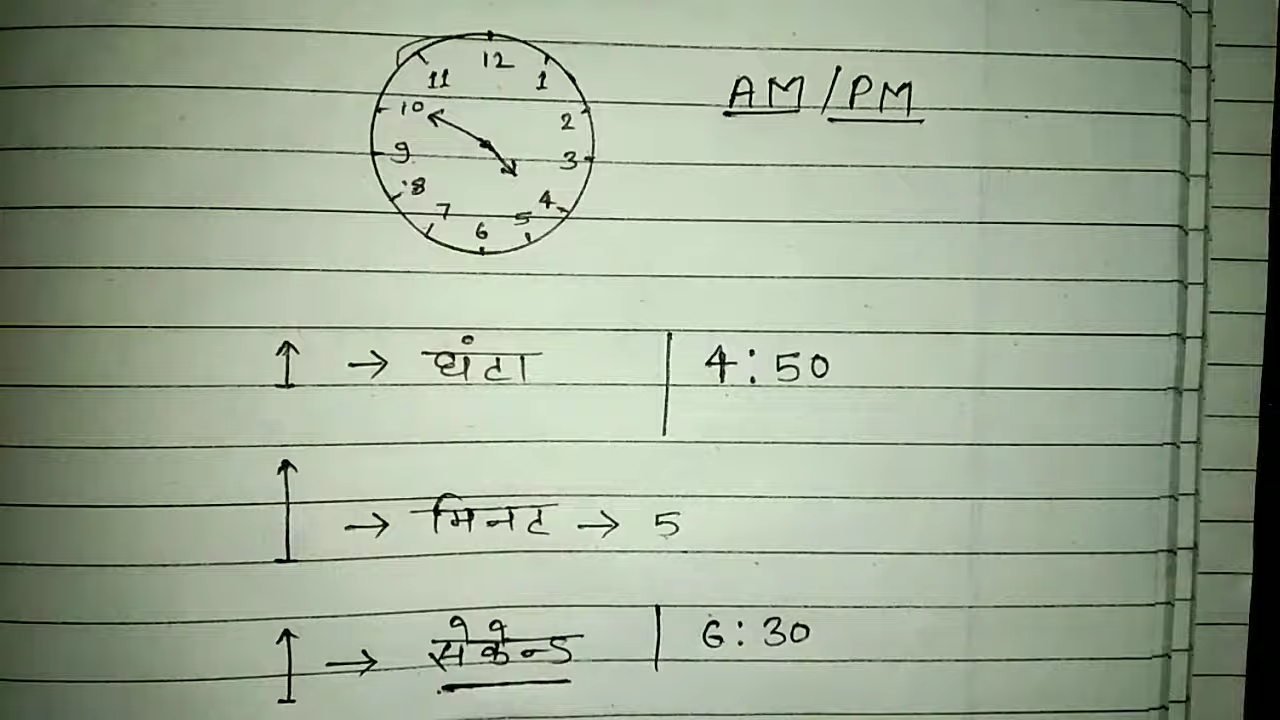 12
11 1
AM/PM
10 2
9 3
8 4
7 5
6
↑ → घंटा | 4:50
↑ → मिनट → 5
↑ → सेकेन्ड | 6:30